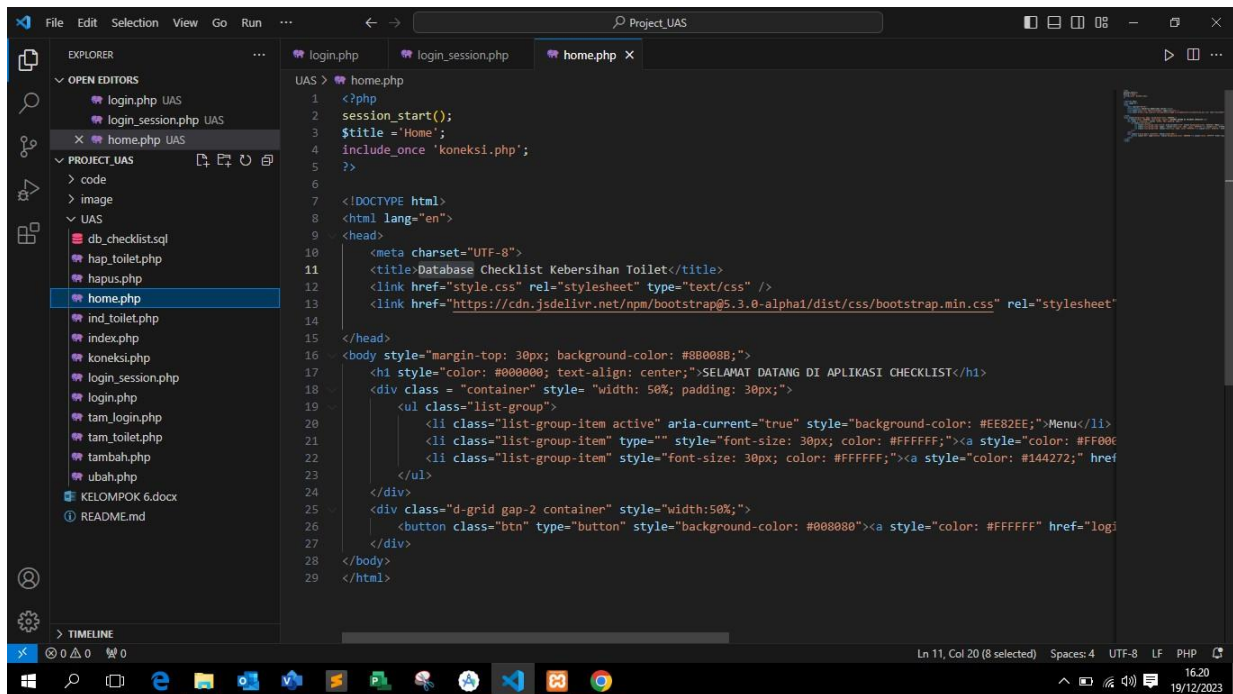 File Edit Selection View Go Run ··· Project_UAS
EXPLORER ···
OPEN EDITORS
login.php UAS
login_session.php UAS
home.php UAS
PROJECT_UAS
code
image
UAS
db_checklist.sql
hap_toilet.php
hapus.php
home.php
ind_toilet.php
index.php
koneksi.php
login_session.php
login.php
tam_login.php
tam_toilet.php
tambah.php
ubah.php
KELOMPOK 6.docx
README.md
TIMELINE
login.php login_session.php home.php
UAS > home.php
1 <?php
2 session_start();
3 $title ='Home';
4 include_once 'koneksi.php';
5 ?>
6
7 <!DOCTYPE html>
8 <html lang="en">
9 <head>
10 <meta charset="UTF-8">
11 <title>Database Checklist Kebersihan Toilet</title>
12 <link href="style.css" rel="stylesheet" type="text/css" />
13 <link href="https://cdn.jsdelivr.net/npm/bootstrap@5.3.0-alpha1/dist/css/bootstrap.min.css" rel="stylesheet"
14
15 </head>
16 <body style="margin-top: 30px; background-color: #8B008B;">
17 <h1 style="color: #000000; text-align: center;">SELAMAT DATANG DI APLIKASI CHECKLIST</h1>
18 <div class = "container" style= "width: 50%; padding: 30px;">
19 <ul class="list-group">
20 <li class="list-group-item active" aria-current="true" style="background-color: #EE82EE;">Menu</li>
21 <li class="list-group-item" type="" style="font-size: 30px; color: #FFFFFF;"><a style="color: #FF000
22 <li class="list-group-item" style="font-size: 30px; color: #FFFFFF;"><a style="color: #144272;" href
23 </ul>
24 </div>
25 <div class="d-grid gap-2 container" style="width:50%;">
26 <button class="btn" type="button" style="background-color: #008080"><a style="color: #FFFFFF" href="logi
27 </div>
28 </body>
29 </html>
0 0 0 Ln 11, Col 20 (8 selected) Spaces: 4 UTF-8 LF PHP
16.20
19/12/2023